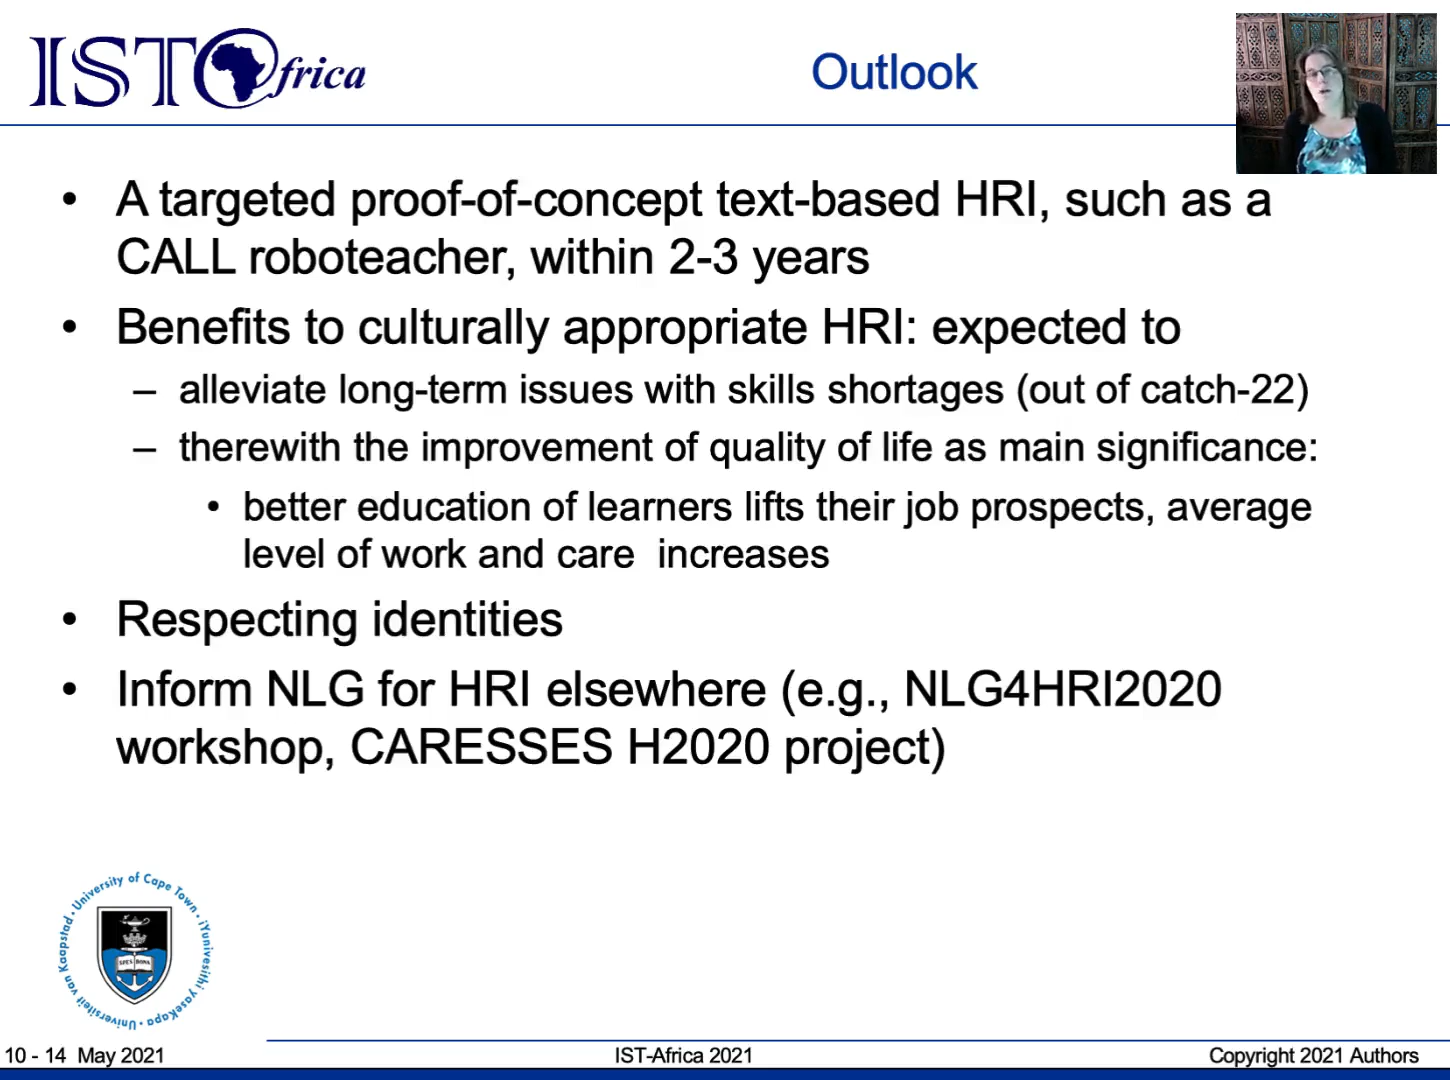 IST Africa
Outlook
• A targeted proof-of-concept text-based HRI, such as a
CALL roboteacher, within 2-3 years
• Benefits to culturally appropriate HRI: expected to
– alleviate long-term issues with skills shortages (out of catch-22)
– therewith the improvement of quality of life as main significance:
• better education of learners lifts their job prospects, average
level of work and care increases
• Respecting identities
• Inform NLG for HRI elsewhere (e.g., NLG4HRI2020
workshop, CARESSES H2020 project)
University of Cape Town · iYunivesithi yaseKapa · Universiteit van Kaapstad ·
SPES BONA
10 - 14 May 2021
IST-Africa 2021
Copyright 2021 Authors